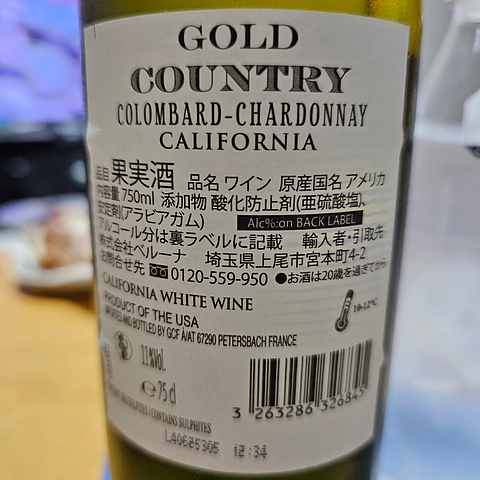 GOLD
COUNTRY
COLOMBARD-CHARDONNAY
CALIFORNIA
品目 果実酒 品名 ワイン 原産国名 アメリカ
内容量 750ml 添加物 酸化防止剤(亜硫酸塩)、
安定剤(アラビアガム) Alc%:on BACK LABEL
アルコール分は裏ラベルに記載 輸入者・引取先
株式会社ベルーナ 埼玉県上尾市宮本町4-2
お問合せ先 0120-559-950 ●お酒は20歳を過ぎてから
CALIFORNIA WHITE WINE
PRODUCT OF THE USA
IMPORTED AND BOTTLED BY GCF À/AT 67290 PETERSBACH FRANCE
10-12°C
11%Vol.
℮75 cl
3 263286 326845
/ CONTAINS SULPHITES
L40625305 12:34